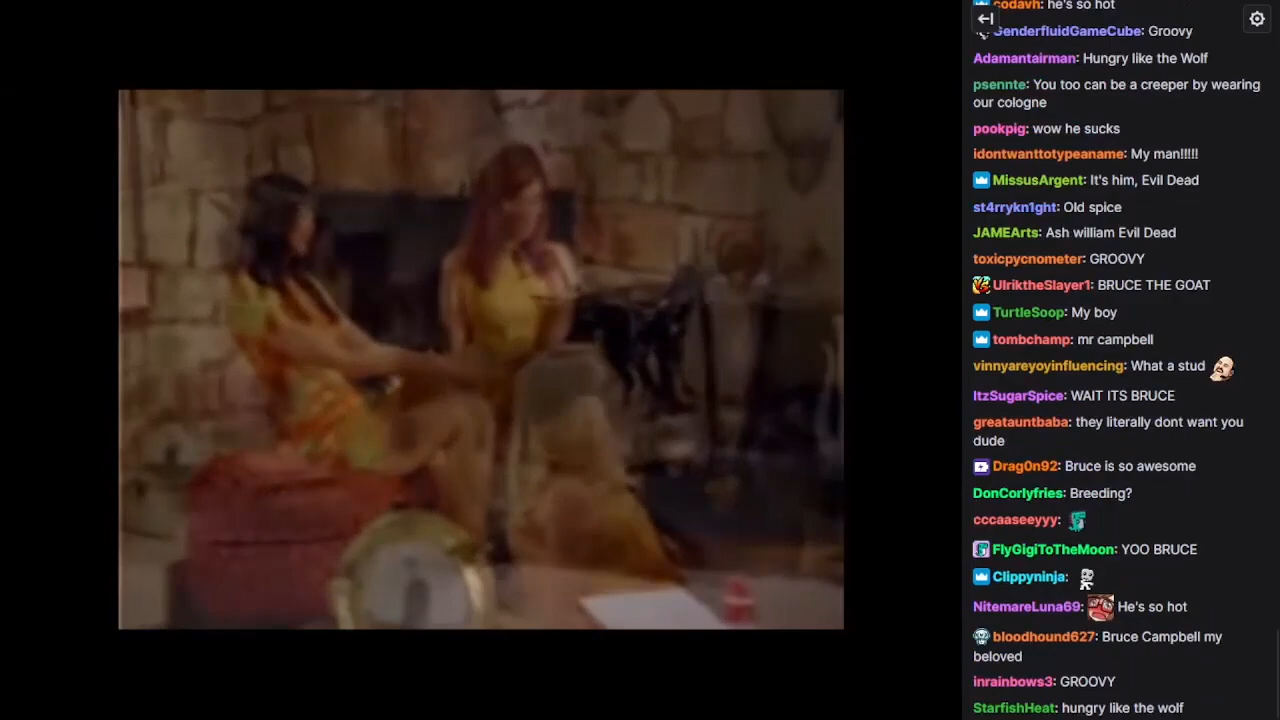 codavh: he's so hot
GenderfluidGameCube: Groovy
Adamantairman: Hungry like the Wolf
psennte: You too can be a creeper by wearing
our cologne
pookpig: wow he sucks
idontwanttotypeaname: My man!!!!!
MissusArgent: It's him, Evil Dead
st4rrykn1ght: Old spice
JAMEArts: Ash william Evil Dead
toxicpycnometer: GROOVY
UlriktheSlayer1: BRUCE THE GOAT
TurtleSoop: My boy
tombchamp: mr campbell
vinnyareyoyinfluencing: What a stud
ItzSugarSpice: WAIT ITS BRUCE
greatauntbaba: they literally dont want you
dude
Drag0n92: Bruce is so awesome
DonCorlyfries: Breeding?
cccaaseeyyy:
FlyGigiToTheMoon: YOO BRUCE
Clippyninja:
NitemareLuna69: He's so hot
bloodhound627: Bruce Campbell my
beloved
inrainbows3: GROOVY
StarfishHeat: hungry like the wolf